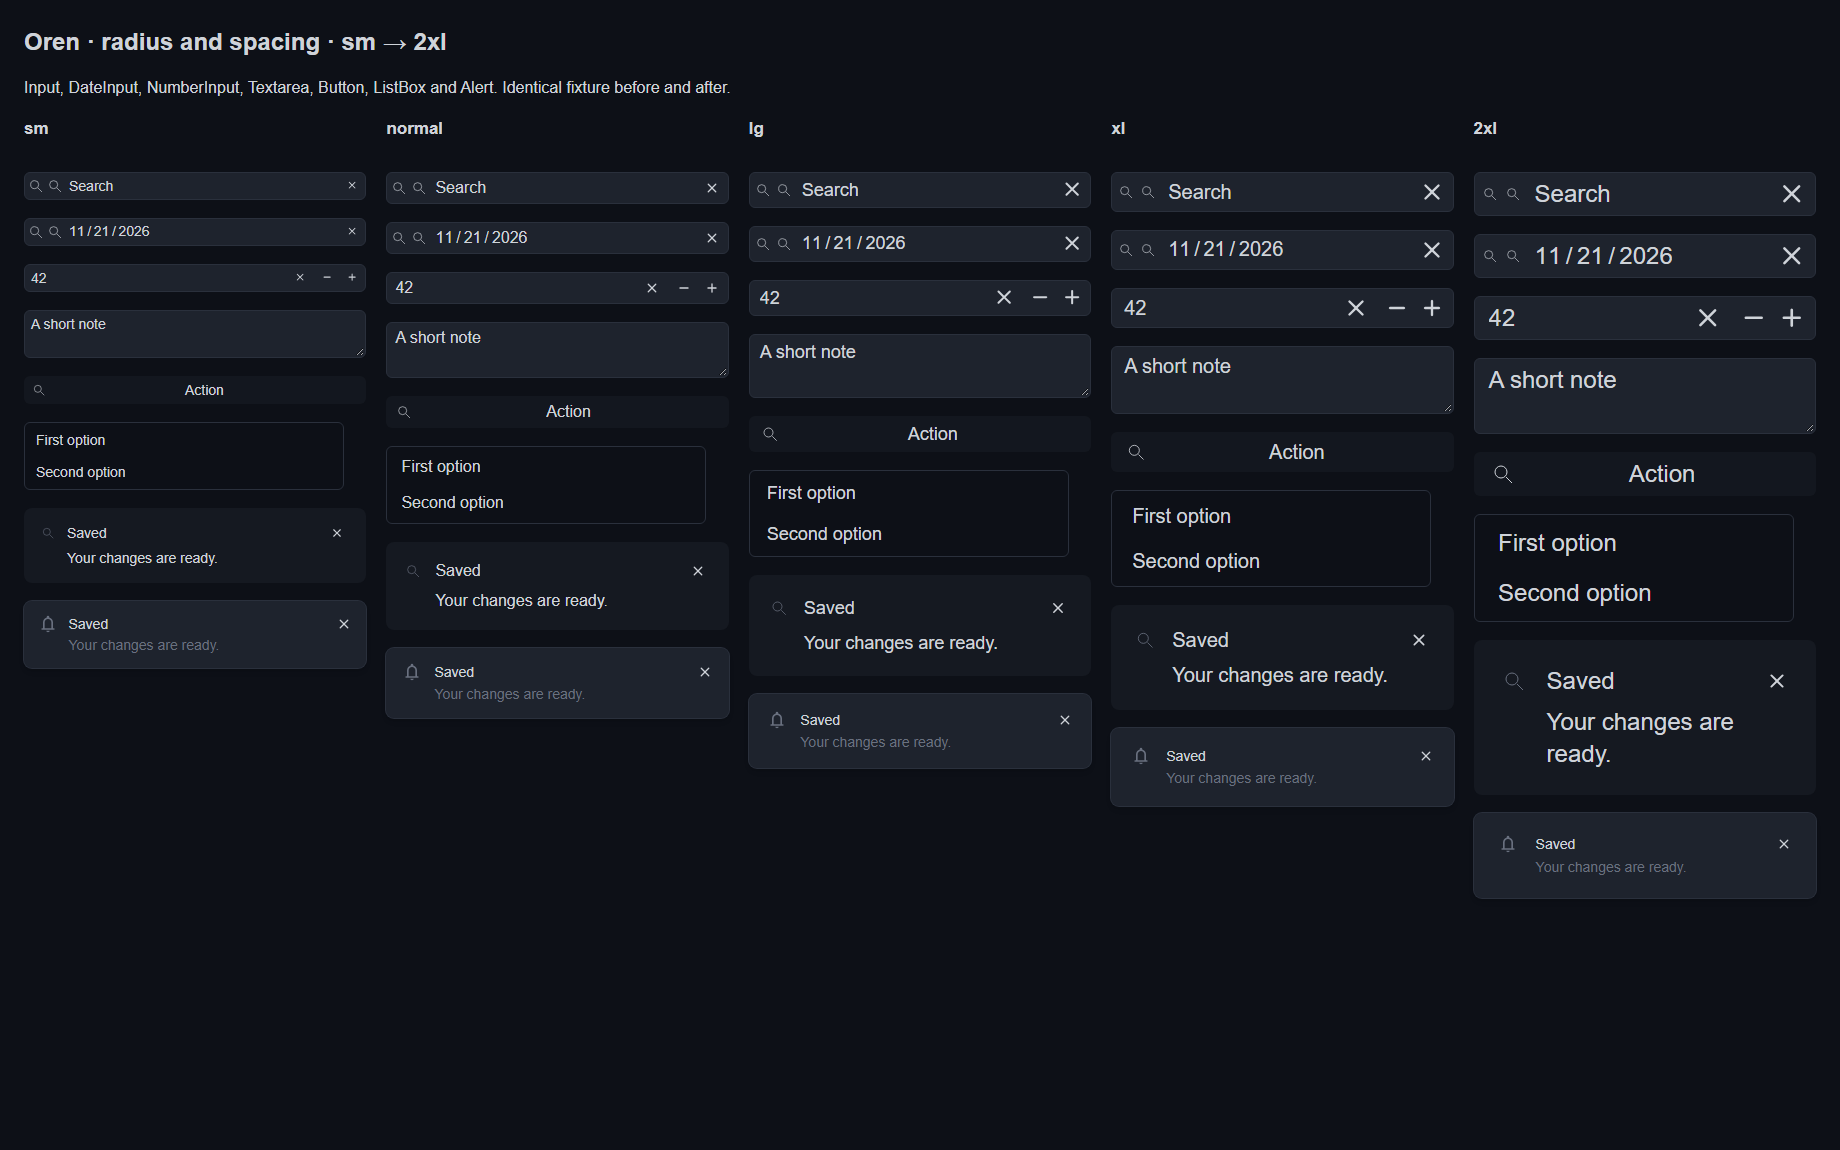 Oren · radius and spacing · sm → 2xl
Input, DateInput, NumberInput, Textarea, Button, ListBox and Alert. Identical fixture before and after.
sm
Search
11 / 21 / 2026
42
A short note
Action
First option
Second option
Saved
Your changes are ready.
Saved
Your changes are ready.
normal
Search
11 / 21 / 2026
42
A short note
Action
First option
Second option
Saved
Your changes are ready.
Saved
Your changes are ready.
lg
Search
11 / 21 / 2026
42
A short note
Action
First option
Second option
Saved
Your changes are ready.
Saved
Your changes are ready.
xl
Search
11 / 21 / 2026
42
A short note
Action
First option
Second option
Saved
Your changes are ready.
Saved
Your changes are ready.
2xl
Search
11 / 21 / 2026
42
A short note
Action
First option
Second option
Saved
Your changes are
ready.
Saved
Your changes are ready.